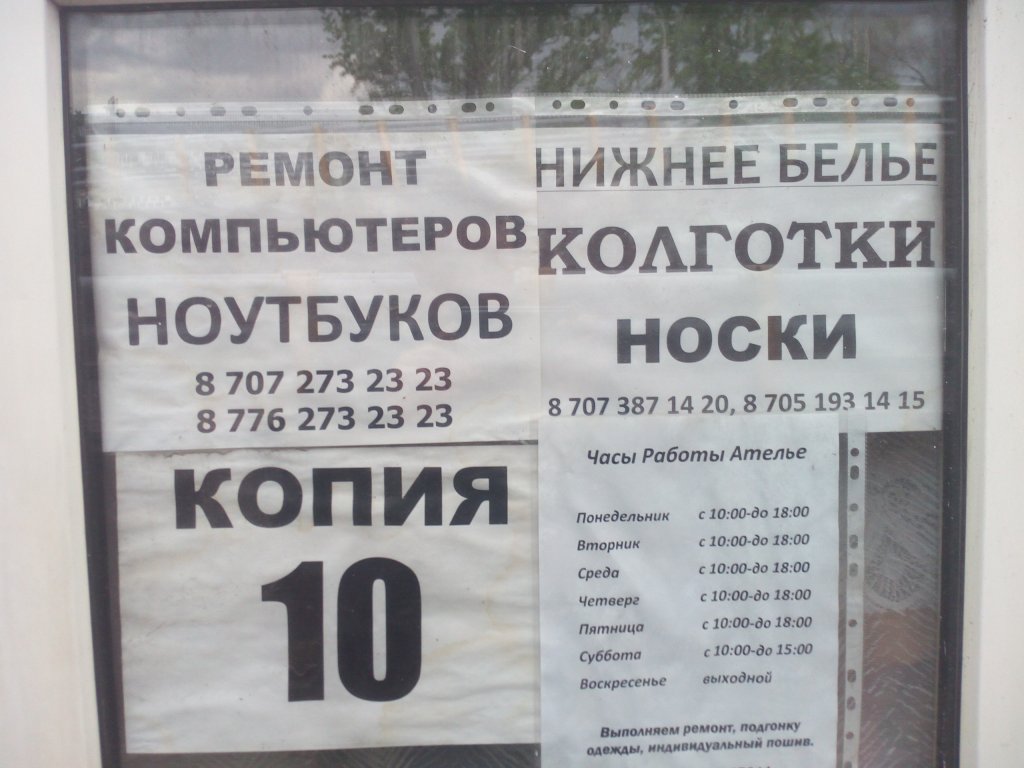 РЕМОНТ
КОМПЬЮТЕРОВ
НОУТБУКОВ
8 707 273 23 23
8 776 273 23 23
НИЖНЕЕ БЕЛЬЕ
КОЛГОТКИ
НОСКИ
8 707 387 14 20, 8 705 193 14 15
КОПИЯ
10
Часы Работы Ателье
Понедельник с 10:00-до 18:00
Вторник с 10:00-до 18:00
Среда с 10:00-до 18:00
Четверг с 10:00-до 18:00
Пятница с 10:00-до 18:00
Суббота с 10:00-до 15:00
Воскресенье выходной
Выполняем ремонт, подгонку
одежды, индивидуальный пошив.